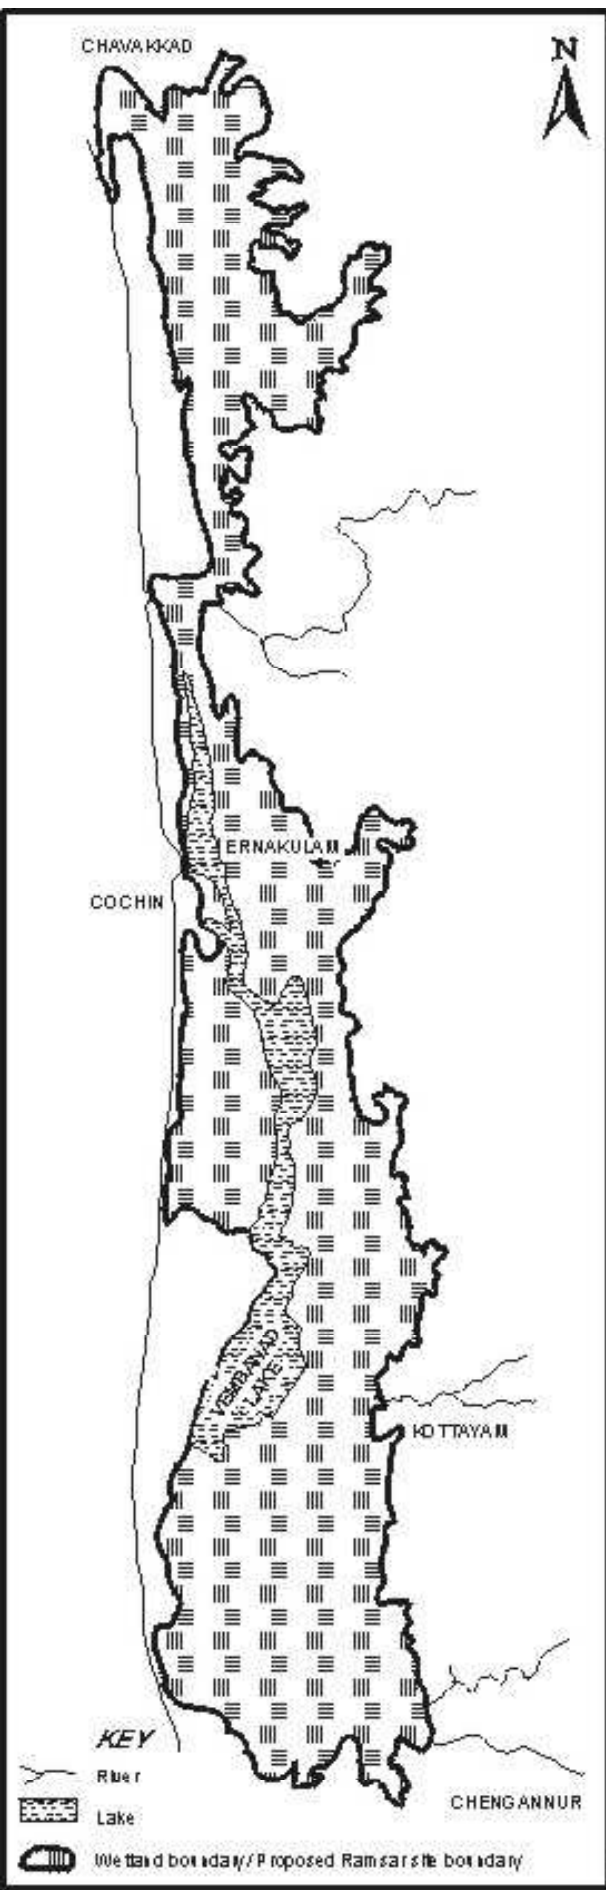 CHAVAKKAD
N
ERNAKULAM
COCHIN
VEMBANAD
LAKE
KOTTAYAM
KEY
River
Lake
CHENGANNUR
Wetland boundary/Proposed Ramsar site boundary